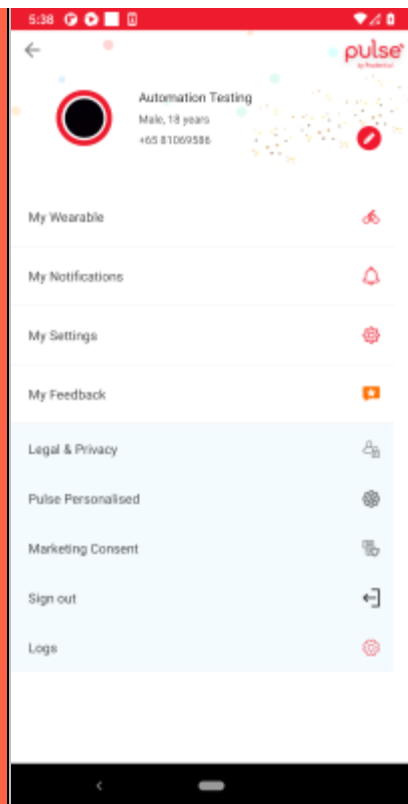 5:38
pulse
by Prudential
Automation Testing
Male, 18 years
+65 81069586
My Wearable
My Notifications
My Settings
My Feedback
Legal & Privacy
Pulse Personalised
Marketing Consent
Sign out
Logs